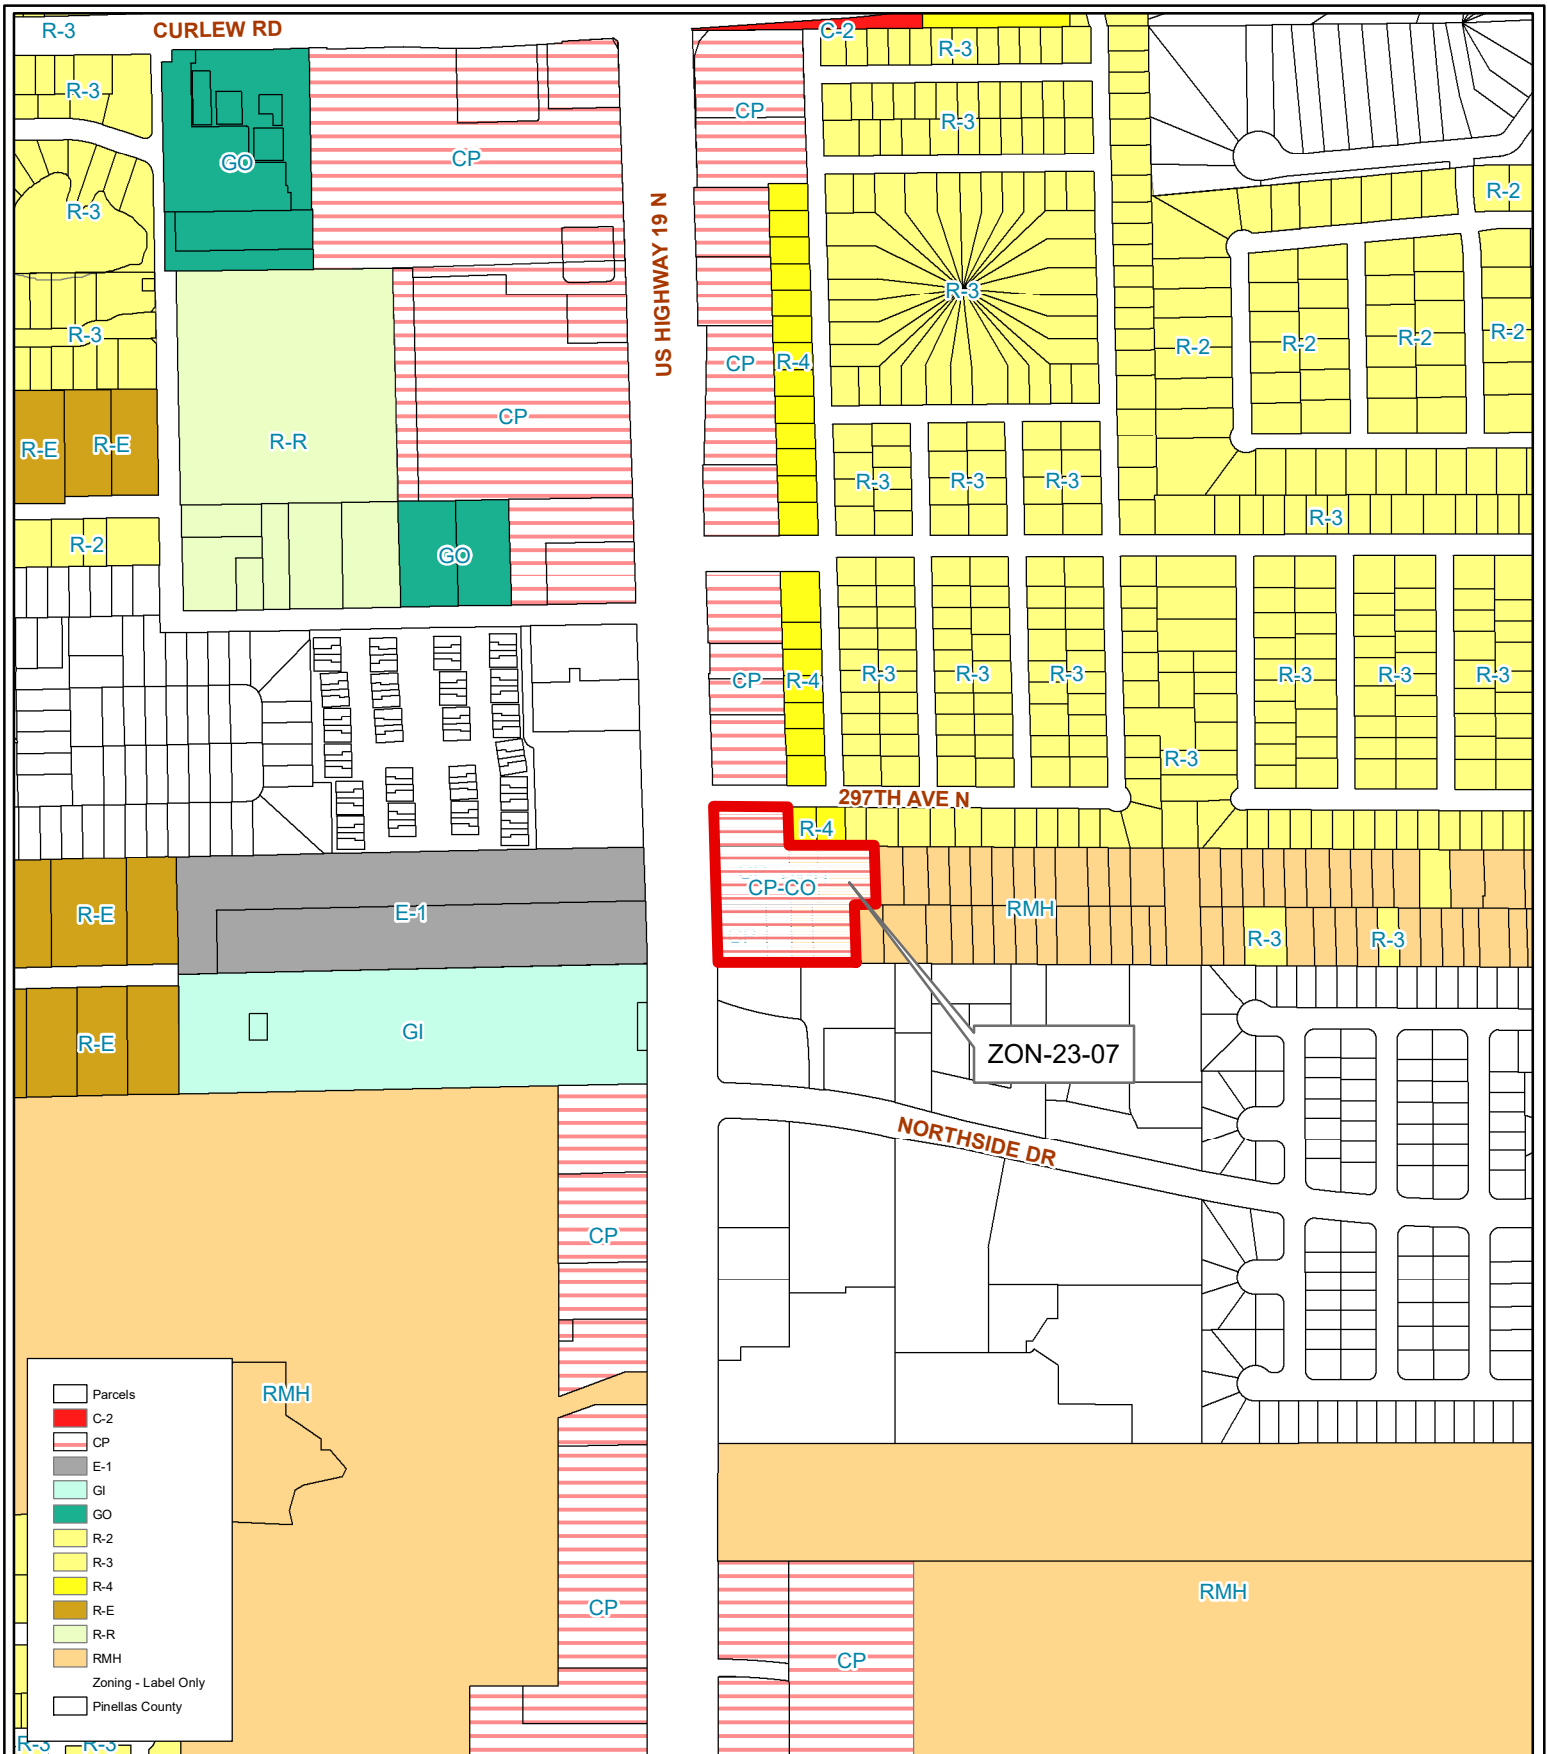 R-3
CURLEW RD
C-2
R-3
R-3
CP
R-3
GO
CP
R-3
R-2
US HIGHWAY 19 N
R-3
R-3
CP
R-4
R-2
R-2
R-2
R-2
R-E
R-E
R-R
CP
R-3
R-3
R-3
R-3
R-2
GO
CP
R-4
R-3
R-3
R-3
R-3
R-3
R-3
R-3
297TH AVE N
R-4
CP-CO
R-E
E-1
RMH
R-3
R-3
R-E
GI
ZON-23-07
NORTHSIDE DR
CP
RMH
Parcels
C-2
CP
E-1
GI
GO
R-2
R-3
R-4
R-E
R-R
RMH
Zoning - Label Only
Pinellas County
CP
RMH
CP
R-3
R-3